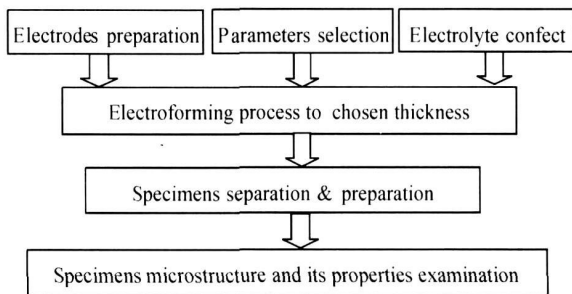 Electrodes preparation
Parameters selection
Electrolyte confect
Electroforming process to chosen thickness
Specimens separation & preparation
Specimens microstructure and its properties examination